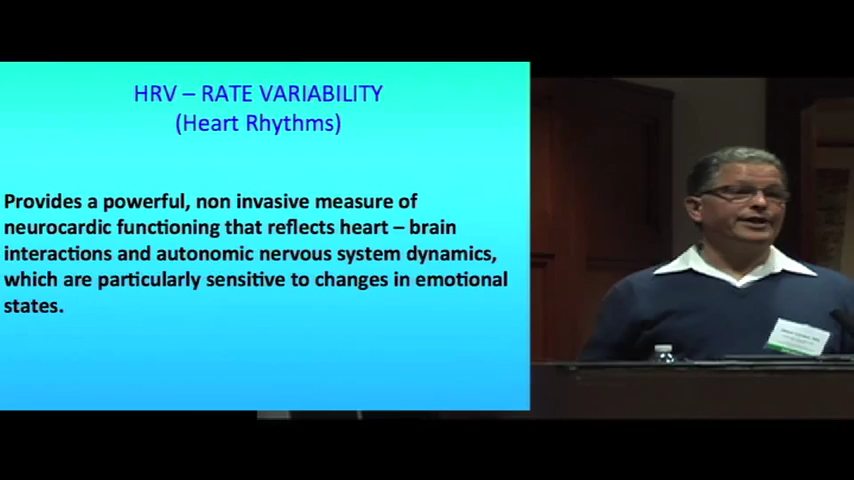 HRV – RATE VARIABILITY
(Heart Rhythms)
Provides a powerful, non invasive measure of
neurocardic functioning that reflects heart – brain
interactions and autonomic nervous system dynamics,
which are particularly sensitive to changes in emotional
states.